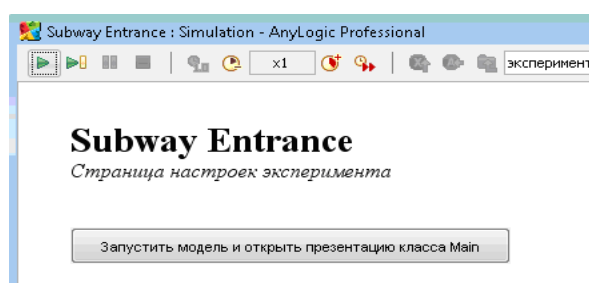 Subway Entrance : Simulation - AnyLogic Professional
x1 эксперимент
Subway Entrance
Страница настроек эксперимента
Запустить модель и открыть презентацию класса Main